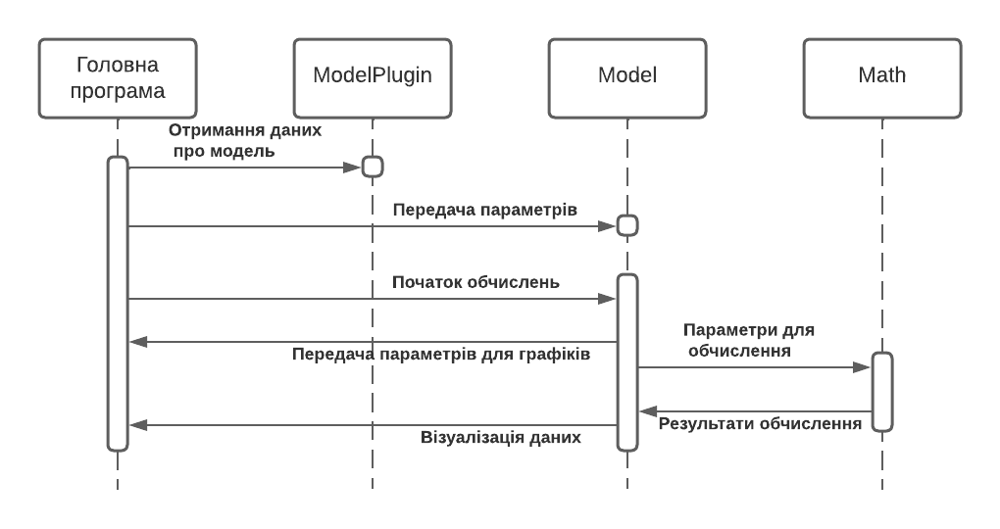 Головна
програма
ModelPlugin
Model
Math
Отримання даних
про модель
Передача параметрів
Початок обчислень
Параметри для
обчислення
Передача параметрів для графіків
Результати обчислення
Візуалізація даних